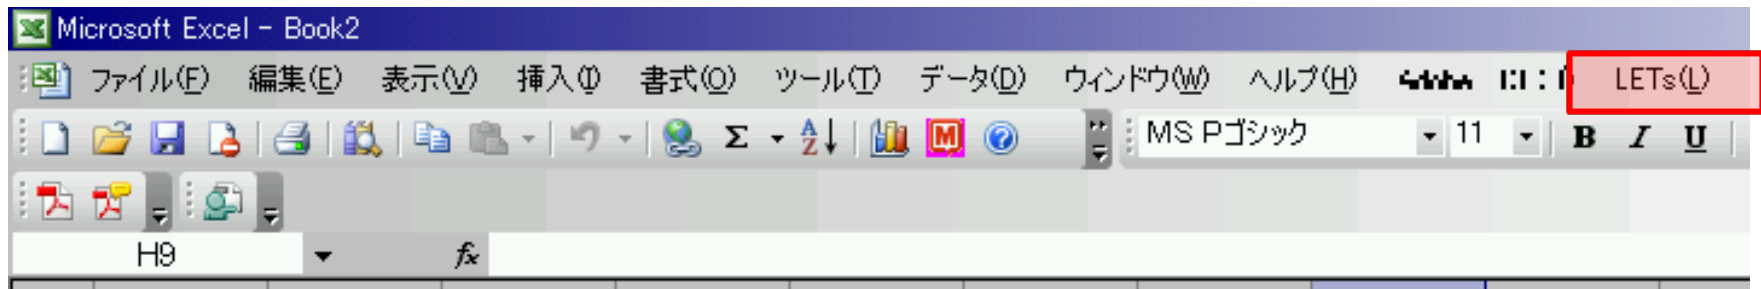 Microsoft Excel - Book2
ファイル(F) 編集(E) 表示(V) 挿入(I) 書式(O) ツール(T) データ(D) ウィンドウ(W) ヘルプ(H) LETs(L)
Σ A Z M ? MS Pゴシック 11 B I U
H9 fx